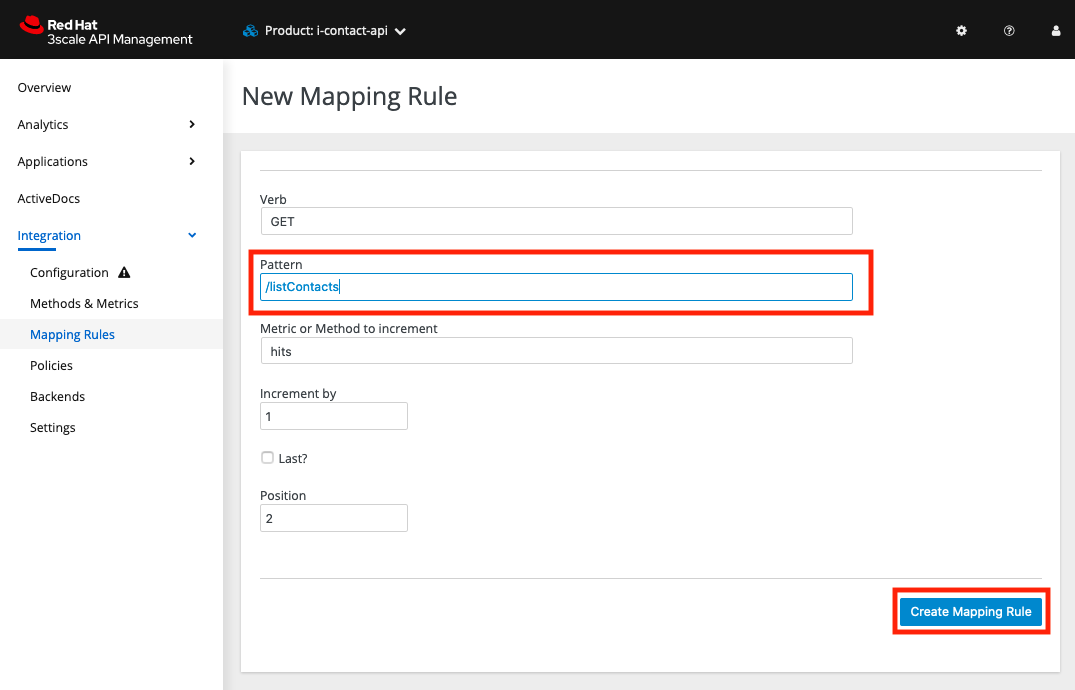 Red Hat
3scale API Management
Product: i-contact-api
Overview
Analytics
Applications
ActiveDocs
Integration
Configuration
Methods & Metrics
Mapping Rules
Policies
Backends
Settings
New Mapping Rule
Verb
GET
Pattern
/listContacts
Metric or Method to increment
hits
Increment by
1
Last?
Position
2
Create Mapping Rule